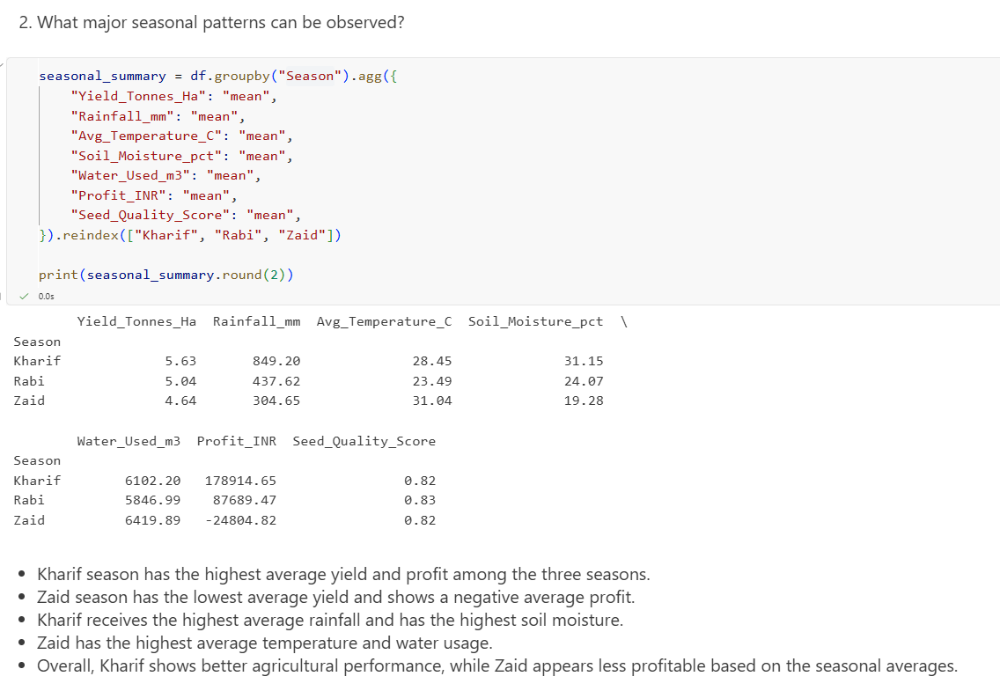 2. What major seasonal patterns can be observed?
seasonal_summary = df.groupby("Season").agg({
    "Yield_Tonnes_Ha": "mean",
    "Rainfall_mm": "mean",
    "Avg_Temperature_C": "mean",
    "Soil_Moisture_pct": "mean",
    "Water_Used_m3": "mean",
    "Profit_INR": "mean",
    "Seed_Quality_Score": "mean",
}).reindex(["Kharif", "Rabi", "Zaid"])
print(seasonal_summary.round(2))
✓ 0.0s
        Yield_Tonnes_Ha  Rainfall_mm  Avg_Temperature_C  Soil_Moisture_pct  \
Season
Kharif             5.63       849.20              28.45              31.15
Rabi               5.04       437.62              23.49              24.07
Zaid               4.64       304.65              31.04              19.28
        Water_Used_m3  Profit_INR  Seed_Quality_Score
Season
Kharif        6102.20   178914.65                0.82
Rabi          5846.99    87689.47                0.83
Zaid          6419.89   -24804.82                0.82
• Kharif season has the highest average yield and profit among the three seasons.
• Zaid season has the lowest average yield and shows a negative average profit.
• Kharif receives the highest average rainfall and has the highest soil moisture.
• Zaid has the highest average temperature and water usage.
• Overall, Kharif shows better agricultural performance, while Zaid appears less profitable based on the seasonal averages.